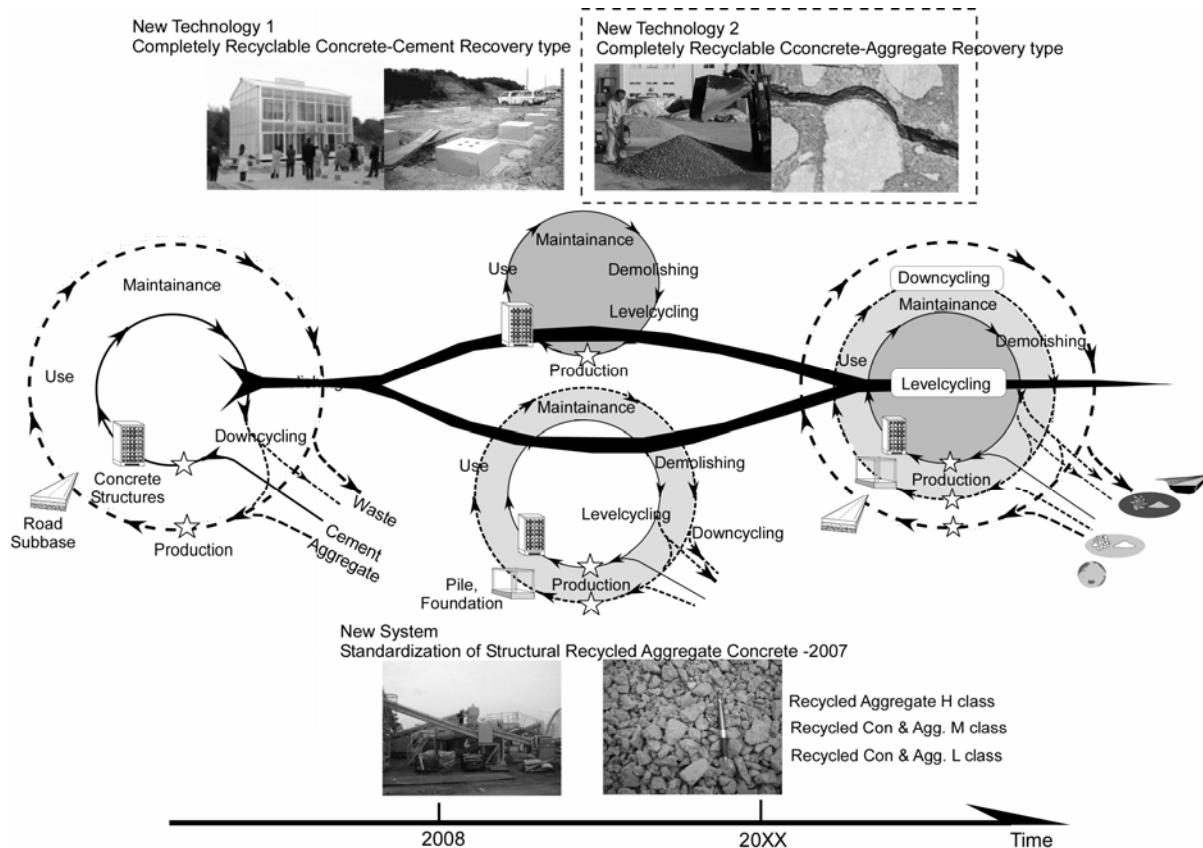 New Technology 1
Completely Recyclable Concrete-Cement Recovery type
New Technology 2
Completely Recyclable Cconcrete-Aggregate Recovery type
Maintainance
Use
Downcycling
Concrete
Structures
Road
Subbase
Production
Waste
Cement
Aggregate
Maintainance
Use
Demolishing
Levelcycling
Production
Maintainance
Use
Demolishing
Levelcycling
Downcycling
Production
Pile,
Foundation
Downcycling
Maintainance
Use
Demolishing
Levelcycling
Production
New System
Standardization of Structural Recycled Aggregate Concrete -2007
Recycled Aggregate H class
Recycled Con & Agg. M class
Recycled Con & Agg. L class
2008
20XX
Time